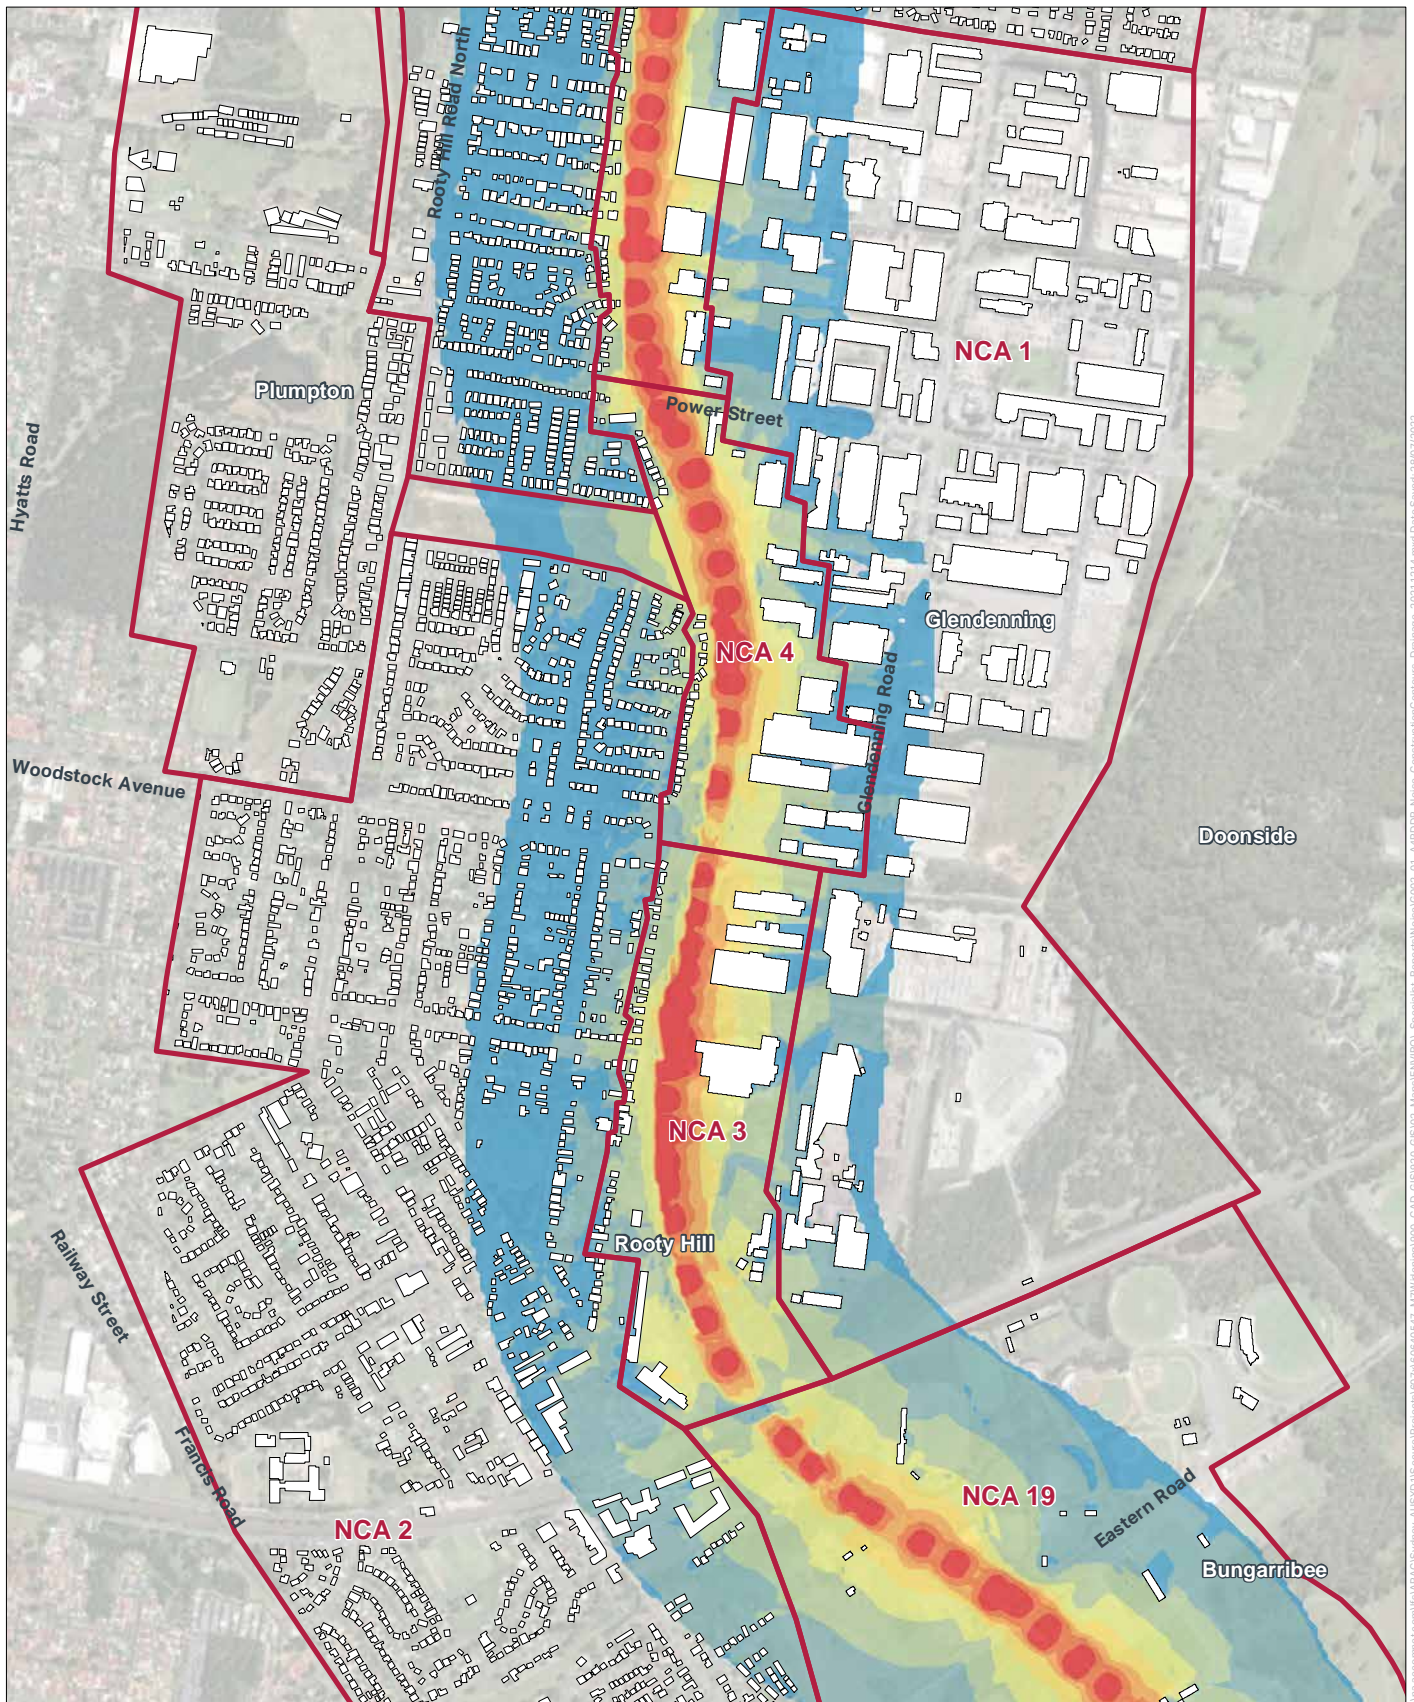 Rooty Hill Road North
NCA 1
Plumpton
Power Street
Hyatts Road
Glendenning
NCA 4
Glendenning Road
Woodstock Avenue
Doonside
NCA 3
Rooty Hill
Railway Street
Francis Road
NCA 19
Eastern Road
NCA 2
Bungarribee